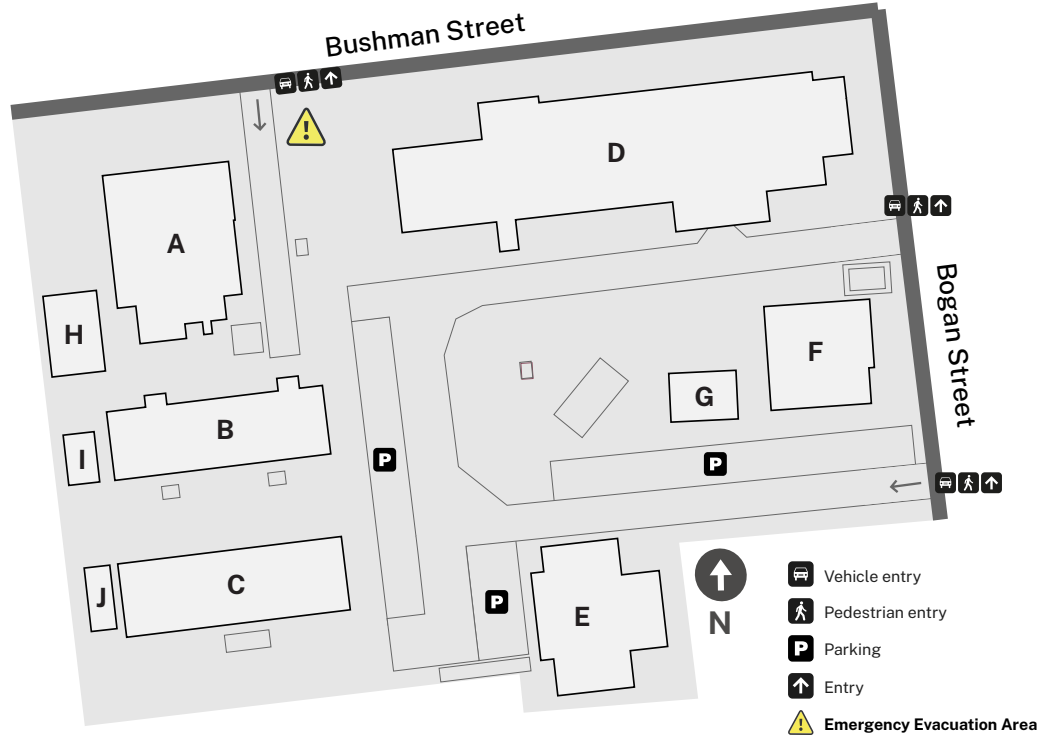 Bushman Street
D
A
Bogan Street
H
F
G
B
I
P
P
C
J
P
E
N
Vehicle entry
Pedestrian entry
P Parking
Entry
Emergency Evacuation Area